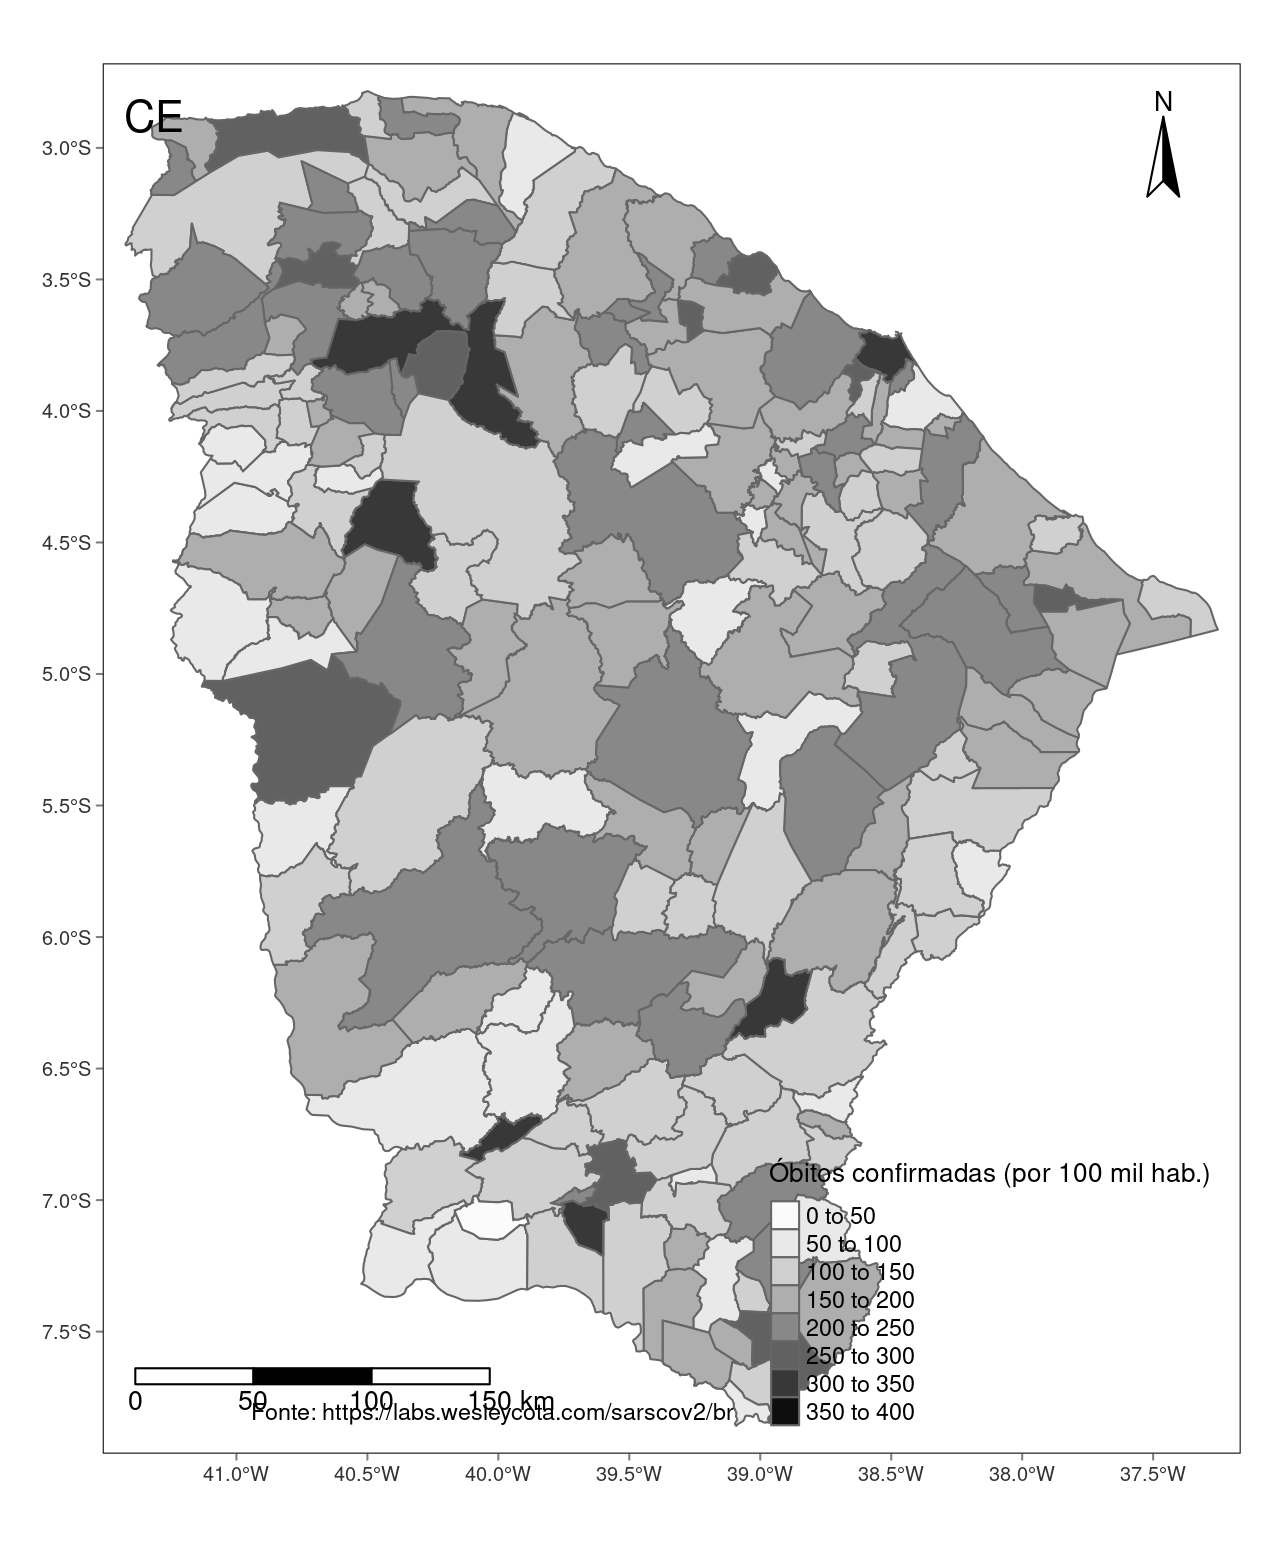 CE
N
3.0°S
3.5°S
4.0°S
4.5°S
5.0°S
5.5°S
6.0°S
6.5°S
7.0°S
7.5°S
Óbitos confirmadas (por 100 mil hab.)
0 to 50
50 to 100
100 to 150
150 to 200
200 to 250
250 to 300
300 to 350
350 to 400
0 50 100 150 km
Fonte: https://labs.wesleycota.com/sarscov2/br
41.0°W 40.5°W 40.0°W 39.5°W 39.0°W 38.5°W 38.0°W 37.5°W